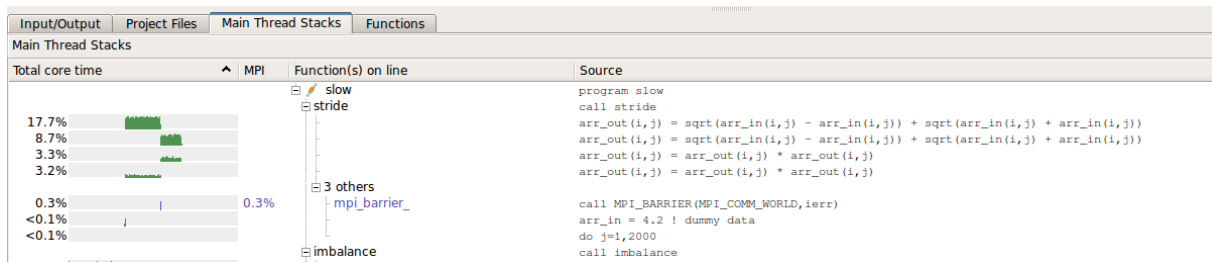 Input/Output Project Files Main Thread Stacks Functions
Main Thread Stacks
Total core time MPI Function(s) on line Source
slow program slow
stride call stride
17.7% arr_out(i,j) = sqrt(arr_in(i,j) - arr_in(i,j)) + sqrt(arr_in(i,j) + arr_in(i,j))
8.7% arr_out(i,j) = sqrt(arr_in(i,j) - arr_in(i,j)) + sqrt(arr_in(i,j) + arr_in(i,j))
3.3% arr_out(i,j) = arr_out(i,j) * arr_out(i,j)
3.2% arr_out(i,j) = arr_out(i,j) * arr_out(i,j)
3 others
0.3% 0.3% mpi_barrier_ call MPI_BARRIER(MPI_COMM_WORLD,ierr)
<0.1% arr_in = 4.2 ! dummy data
<0.1% do j=1,2000
imbalance call imbalance